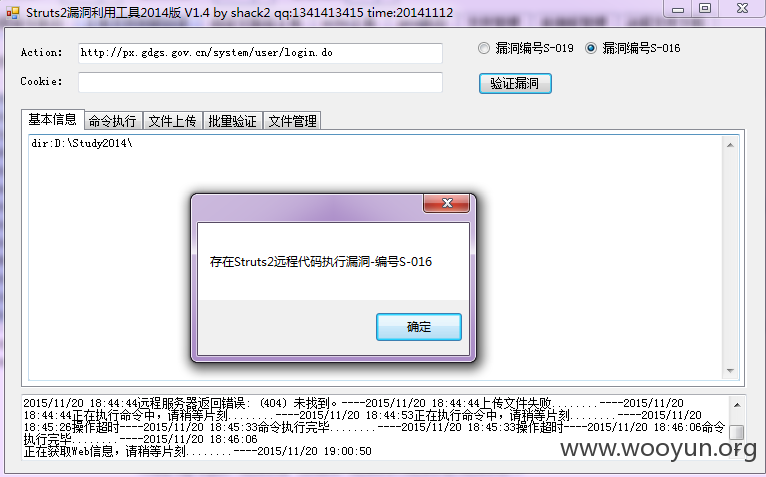 Struts2漏洞利用工具2014版 V1.4 by shack2 qq:1341413415 time:20141112
Action: http://px.gdgs.gov.cn/system/user/login.do 漏洞编号S-019 漏洞编号S-016
Cookie: 验证漏洞
基本信息 命令执行 文件上传 批量验证 文件管理
dir:D:\Study2014\
存在Struts2远程代码执行漏洞-编号S-016
确定
2015/11/20 18:44:44远程服务器返回错误: (404) 未找到。----2015/11/20 18:44:44上传文件失败........----2015/11/20
18:44:44正在执行命令中，请稍等片刻........----2015/11/20 18:44:53正在执行命令中，请稍等片刻........----2015/11/20
18:45:26操作超时----2015/11/20 18:45:33命令执行完毕........----2015/11/20 18:45:33操作超时----2015/11/20 18:46:06命令
执行完毕........----2015/11/20 18:46:06
正在获取Web信息，请稍等片刻........----2015/11/20 19:00:50
www.wooyun.org